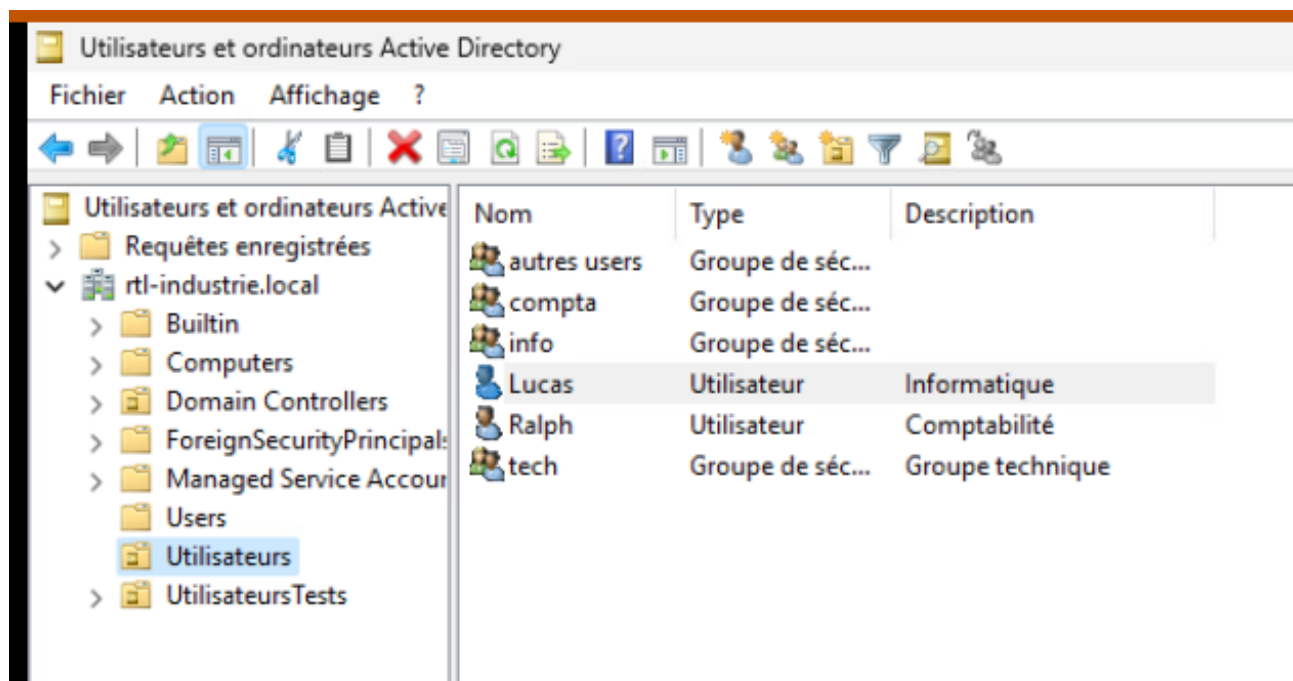 Utilisateurs et ordinateurs Active Directory
Fichier Action Affichage ?
Utilisateurs et ordinateurs Active
Requêtes enregistrées
rtl-industrie.local
Builtin
Computers
Domain Controllers
ForeignSecurityPrincipal
Managed Service Accour
Users
Utilisateurs
UtilisateursTests
Nom Type Description
autres users Groupe de séc...
compta Groupe de séc...
info Groupe de séc...
Lucas Utilisateur Informatique
Ralph Utilisateur Comptabilité
tech Groupe de séc... Groupe technique